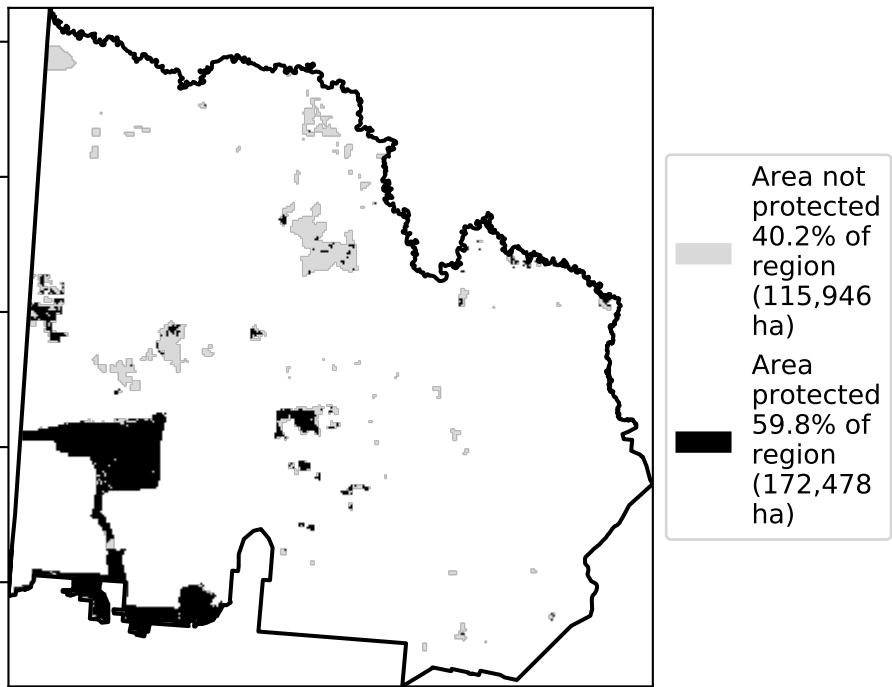 Area not
protected
40.2% of
region
(115,946
ha)
Area
protected
59.8% of
region
(172,478
ha)